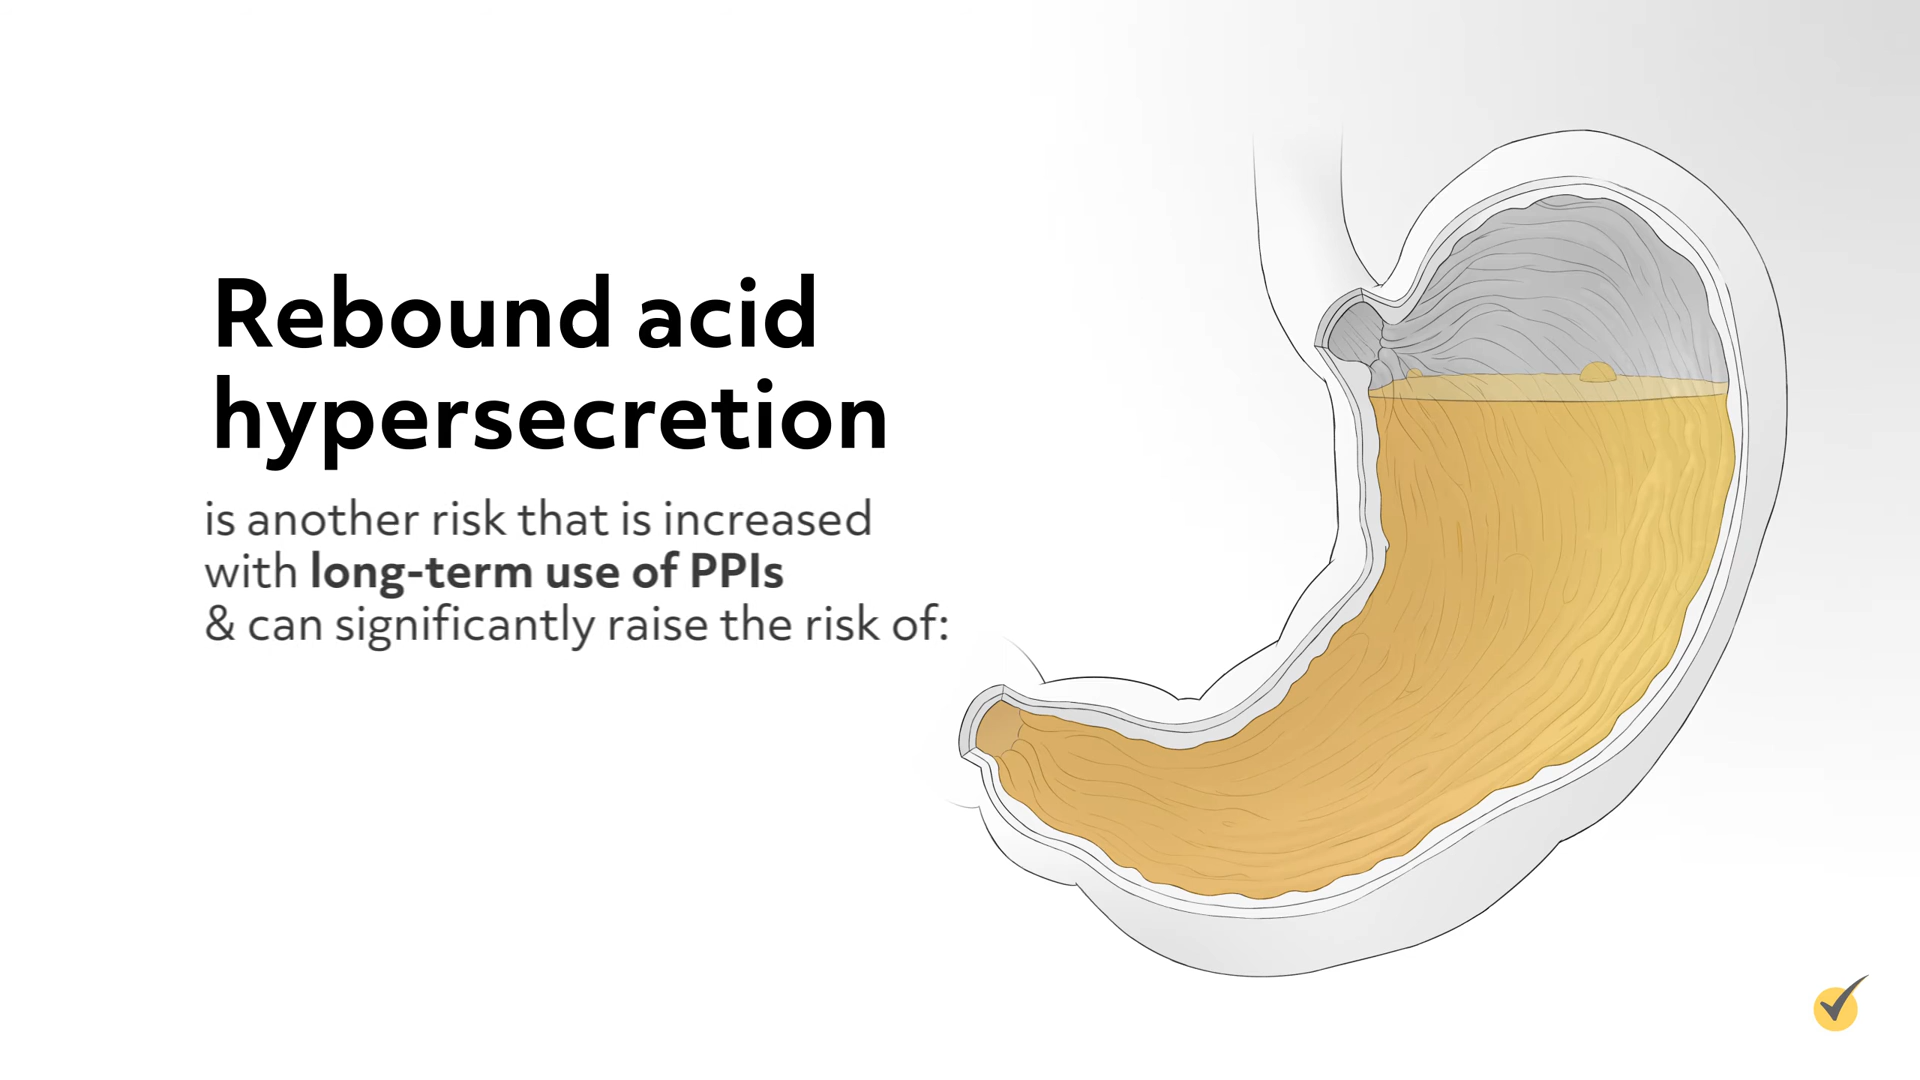 Rebound acid
hypersecretion
is another risk that is increased
with long-term use of PPIs
& can significantly raise the risk of: